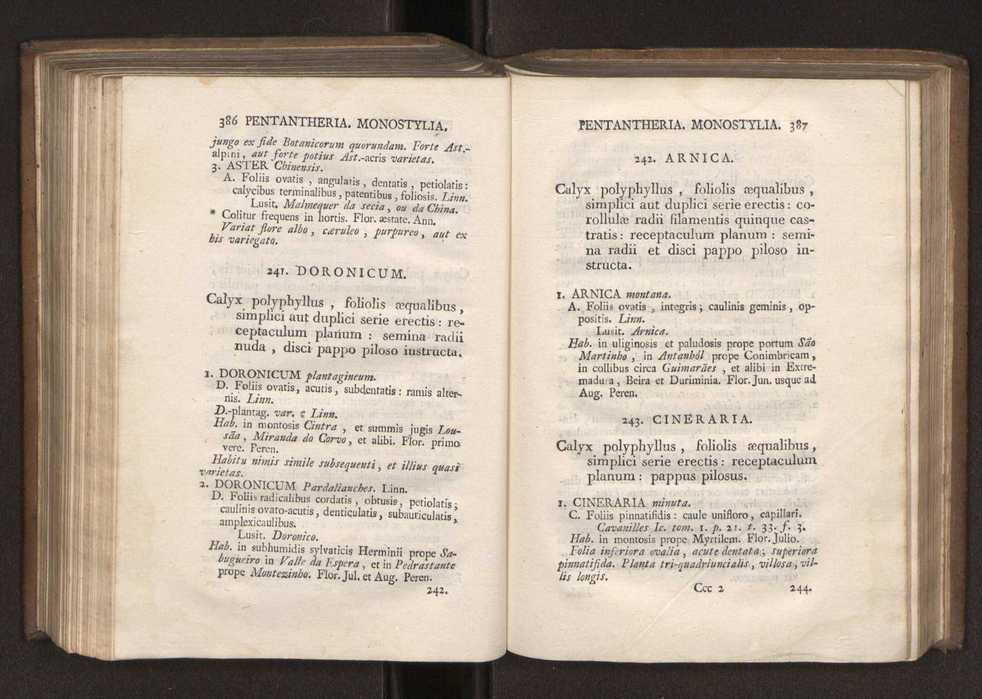 386 PENTANTHERIA. MONOSTYLIA.
jungo ex fide Botanicorum quorundam. Forte Ast.-
alpini, aut forte potius Ast.-acris varietas.
3. ASTER Chinensis.
A. Foliis ovatis, angulatis, dentatis, petiolatis:
calycibus terminalibus, patentibus, foliosis. Linn.
Lusit. Malmequer da secia, ou da China.
* Colitur frequens in hortis. Flor. æstate. Ann.
Variat flore albo, cæruleo, purpureo, aut ex
his variegato.
241. DORONICUM.
Calyx polyphyllus, foliolis æqualibus,
simplici aut duplici serie erectis: re-
ceptaculum planum: semina radii
nuda, disci pappo piloso instructa.
1. DORONICUM plantagineum.
D. Foliis ovatis, acutis, subdentatis: ramis alter-
nis. Linn.
D.-plantag. var. c Linn.
Hab. in montosis Cintra, et summis jugis Lou-
sãa, Miranda do Corvo, et alibi. Flor. primo
vere. Peren.
Habitu nimis simile subsequenti, et illius quasi
varietas.
2. DORONICUM Pardalianches. Linn.
D. Foliis radicalibus cordatis, obtusis, petiolatis;
caulinis ovato-acutis, denticulatis, subauriculatis,
amplexicaulibus.
Lusit. Doronico.
Hab. in subhumidis sylvaticis Herminii prope Sa-
bugueiro in Valle da Espera, et in Pedrastante
prope Montezinho. Flor. Jul. et Aug. Peren.
242.
PENTANTHERIA. MONOSTYLIA. 387
242. ARNICA.
Calyx polyphyllus, foliolis æqualibus,
simplici aut duplici serie erectis: co-
rollulæ radii filamentis quinque cas-
tratis: receptaculum planum: semi-
na radii et disci pappo piloso in-
structa.
1. ARNICA montana.
A. Foliis ovatis, integris; caulinis geminis, op-
positis. Linn.
Lusit. Arnica.
Hab. in uliginosis et paludosis prope portum São
Martinho, in Antanhól prope Conimbricam,
in collibus circa Guimarães, et alibi in Extre-
madura, Beira et Duriminia. Flor. Jun. usque ad
Aug. Peren.
243. CINERARIA.
Calyx polyphyllus, foliolis æqualibus,
simplici serie erectis: receptaculum
planum: pappus pilosus.
1. CINERARIA minuta.
C. Foliis pinnatifidis: caule unifloro, capillari.
Cavanilles Ic. tom. 1. p. 21. t. 33. f. 3.
Hab. in montosis prope Myrtilem. Flor. Julio.
Folia inferiora ovalia, acute dentata; superiora
pinnatifida. Planta tri-quadriuncialis, villosa, vil-
lis longis.
Ccc 2 244.